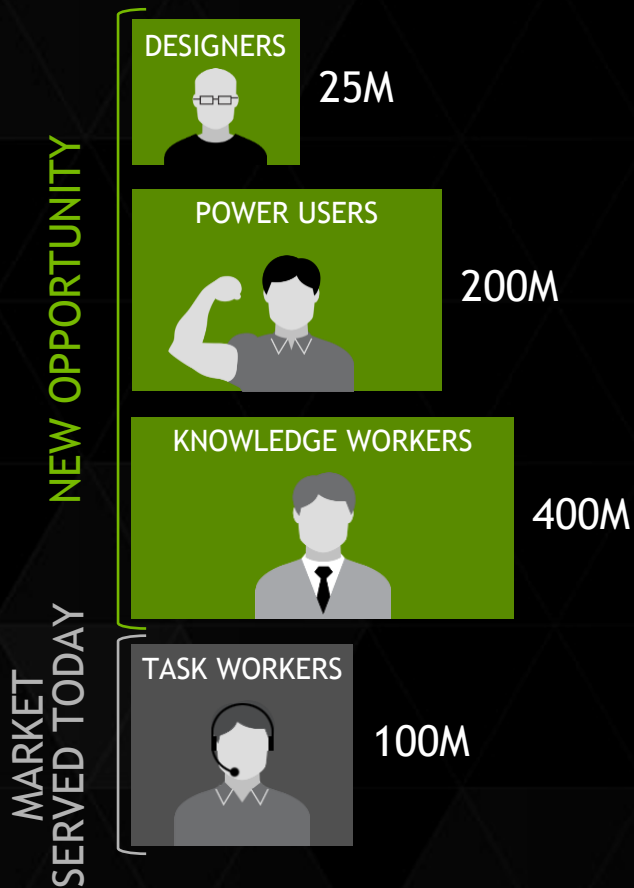 NEW OPPORTUNITY
DESIGNERS
25M
POWER USERS
200M
KNOWLEDGE WORKERS
400M
MARKET
SERVED TODAY
TASK WORKERS
100M